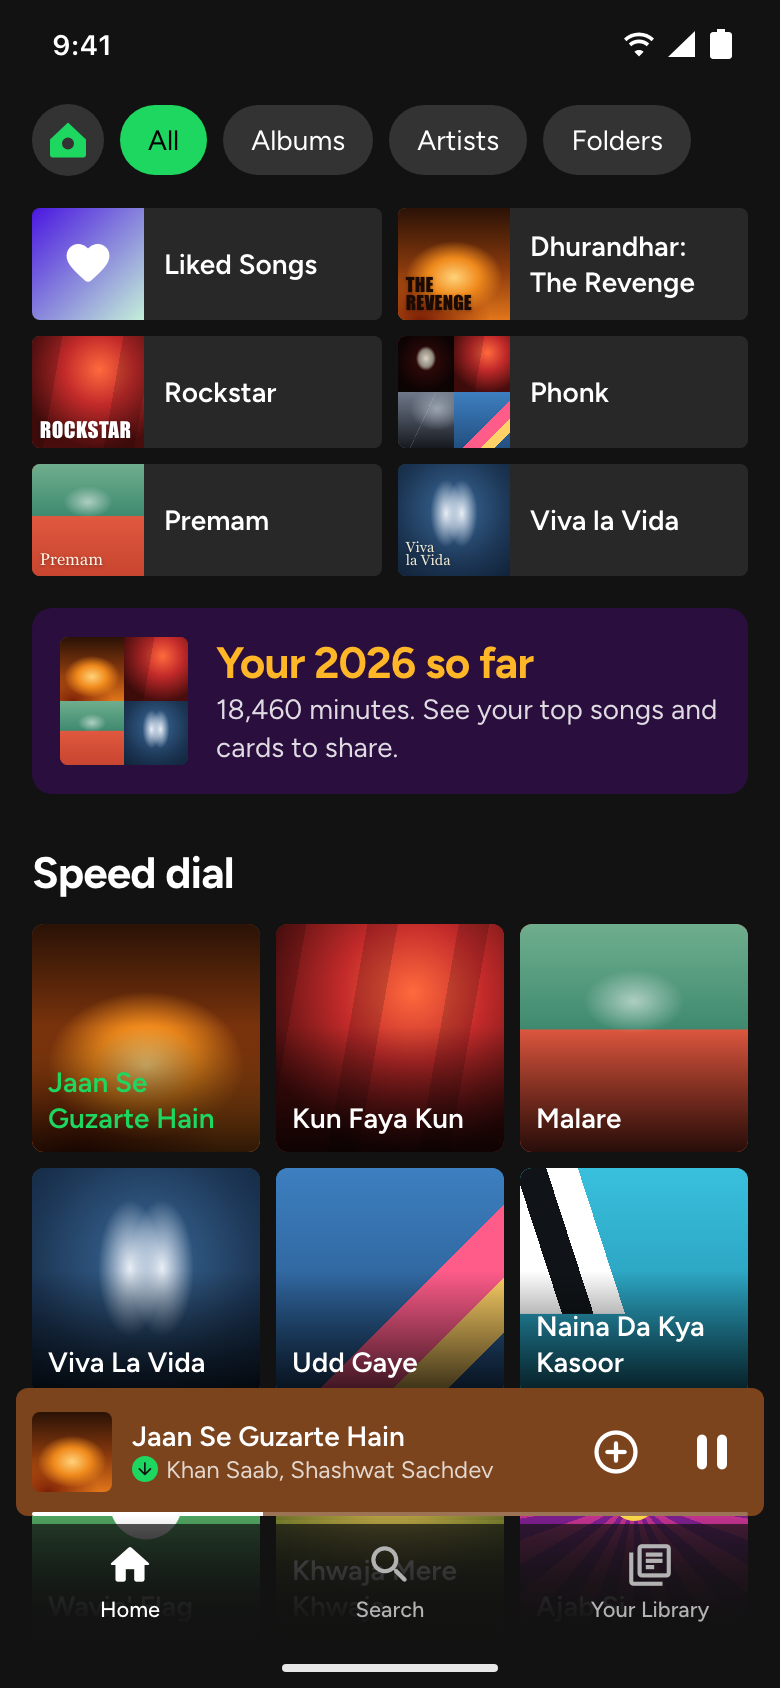 9:41
All
Albums
Artists
Folders
Liked Songs
THE
REVENGE
Dhurandhar:
The Revenge
ROCKSTAR
Rockstar
Phonk
Premam
Premam
Viva
la Vida
Viva la Vida
Your 2026 so far
18,460 minutes. See your top songs and
cards to share.
Speed dial
Jaan Se
Guzarte Hain
Kun Faya Kun
Malare
Viva La Vida
Udd Gaye
Naina Da Kya
Kasoor
Jaan Se Guzarte Hain
Khan Saab, Shashwat Sachdev
Khwaja Mere
Home
Search
Your Library